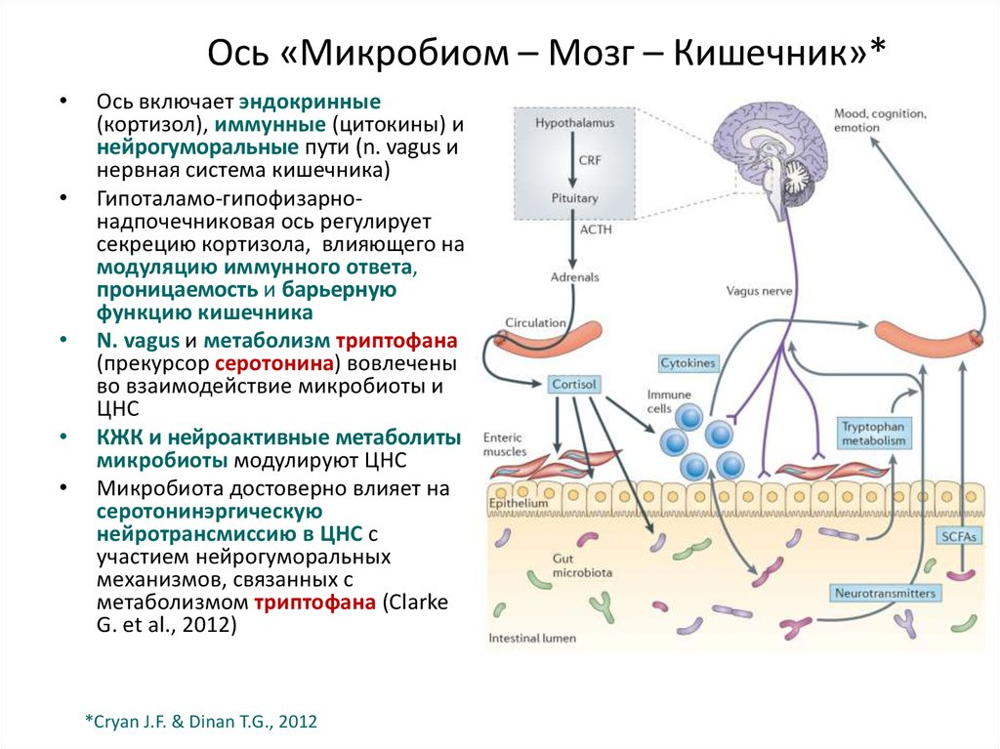 Ось «Микробиом – Мозг – Кишечник»*
• Ось включает эндокринные
(кортизол), иммунные (цитокины) и
нейрогуморальные пути (n. vagus и
нервная система кишечника)
• Гипоталамо-гипофизарно-
надпочечниковая ось регулирует
секрецию кортизола, влияющего на
модуляцию иммунного ответа,
проницаемость и барьерную
функцию кишечника
• N. vagus и метаболизм триптофана
(прекурсор серотонина) вовлечены
во взаимодействие микробиоты и
ЦНС
• КЖК и нейроактивные метаболиты
микробиоты модулируют ЦНС
• Микробиота достоверно влияет на
серотонинэргическую
нейротрансмиссию в ЦНС с
участием нейрогуморальных
механизмов, связанных с
метаболизмом триптофана (Clarke
G. et al., 2012)
*Cryan J.F. & Dinan T.G., 2012
Hypothalamus
CRF
Pituitary
ACTH
Adrenals
Circulation
Cortisol
Enteric
muscles
Epithelium
Gut
microbiota
Intestinal lumen
Mood, cognition,
emotion
Vagus nerve
Cytokines
Immune
cells
Tryptophan
metabolism
SCFAs
Neurotransmitters